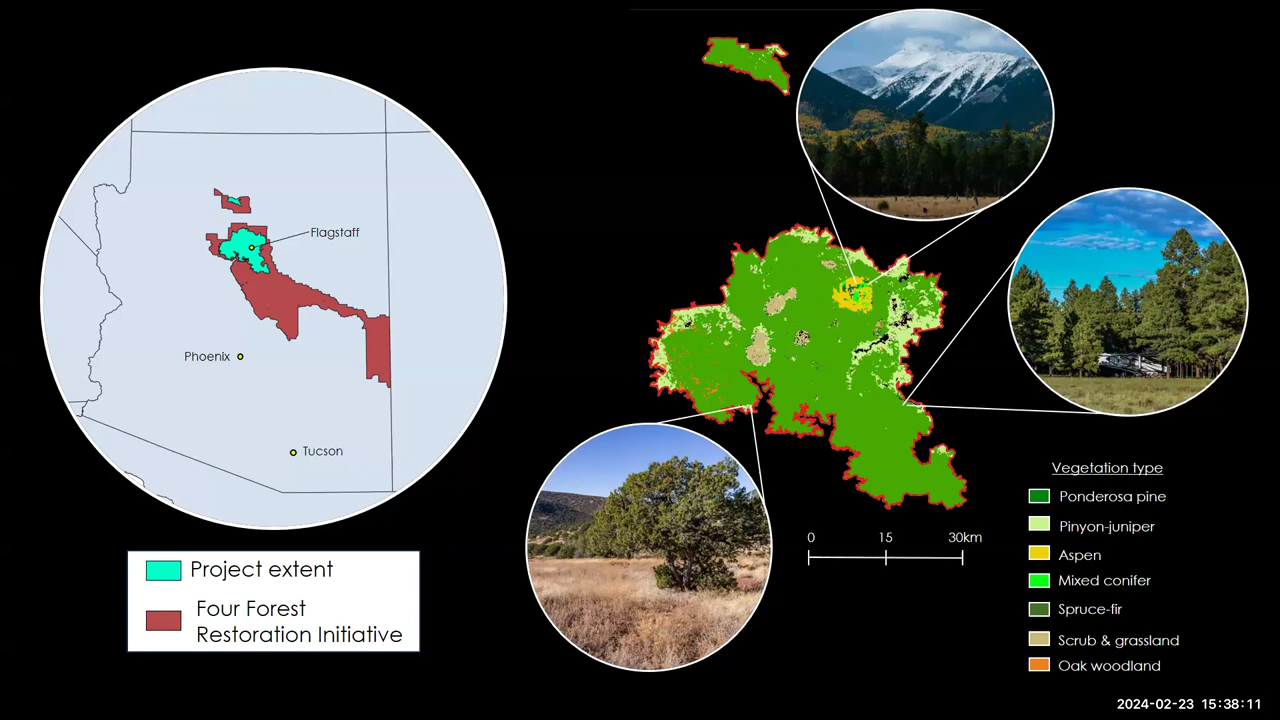 Flagstaff
Phoenix
Tucson
Project extent
Four Forest
Restoration Initiative
0 15 30km
Vegetation type
Ponderosa pine
Pinyon-juniper
Aspen
Mixed conifer
Spruce-fir
Scrub & grassland
Oak woodland
2024-02-23 15:38:11